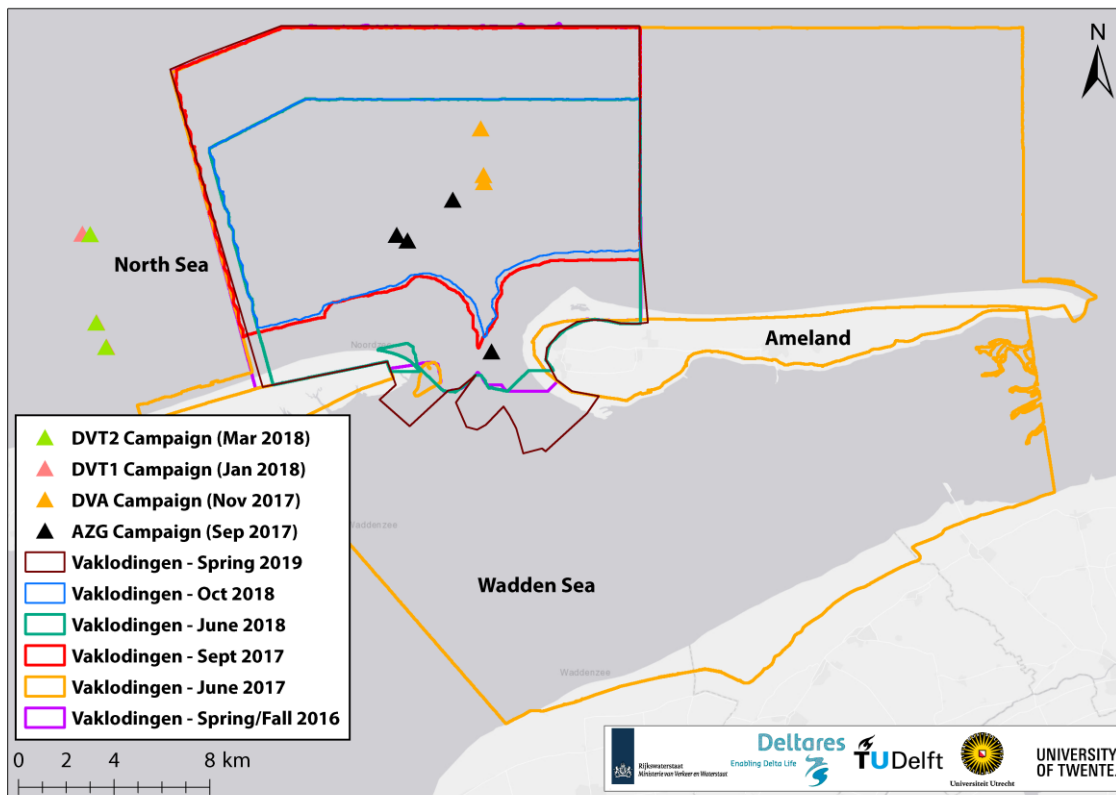 N
North Sea
Noordzee
Ameland
DVT2 Campaign (Mar 2018)
DVT1 Campaign (Jan 2018)
DVA Campaign (Nov 2017)
AZG Campaign (Sep 2017)
Vaklodingen - Spring 2019
Vaklodingen - Oct 2018
Vaklodingen - June 2018
Vaklodingen - Sept 2017
Vaklodingen - June 2017
Vaklodingen - Spring/Fall 2016
Waddenzee
Wadden Sea
Waddenzee
0 2 4 8 km
Rijkswaterstaat
Ministerie van Verkeer en Waterstaat
Deltares
Enabling Delta Life
TUDelft
Universiteit Utrecht
UNIVERSITY
OF TWENTE.